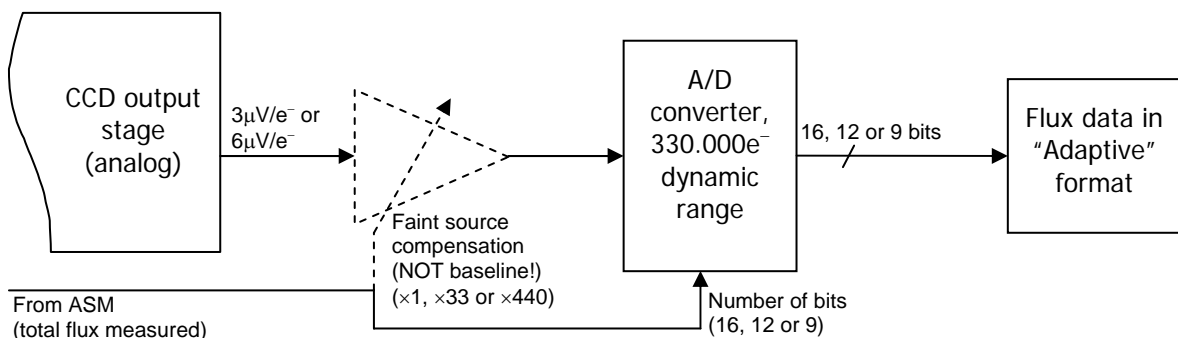 CCD output
stage
(analog)
3μV/e⁻ or
6μV/e⁻
Faint source
compensation
(NOT baseline!)
(×1, ×33 or ×440)
From ASM
(total flux measured)
A/D
converter,
330.000e⁻
dynamic
range
Number of bits
(16, 12 or 9)
16, 12 or 9 bits
Flux data in
"Adaptive"
format